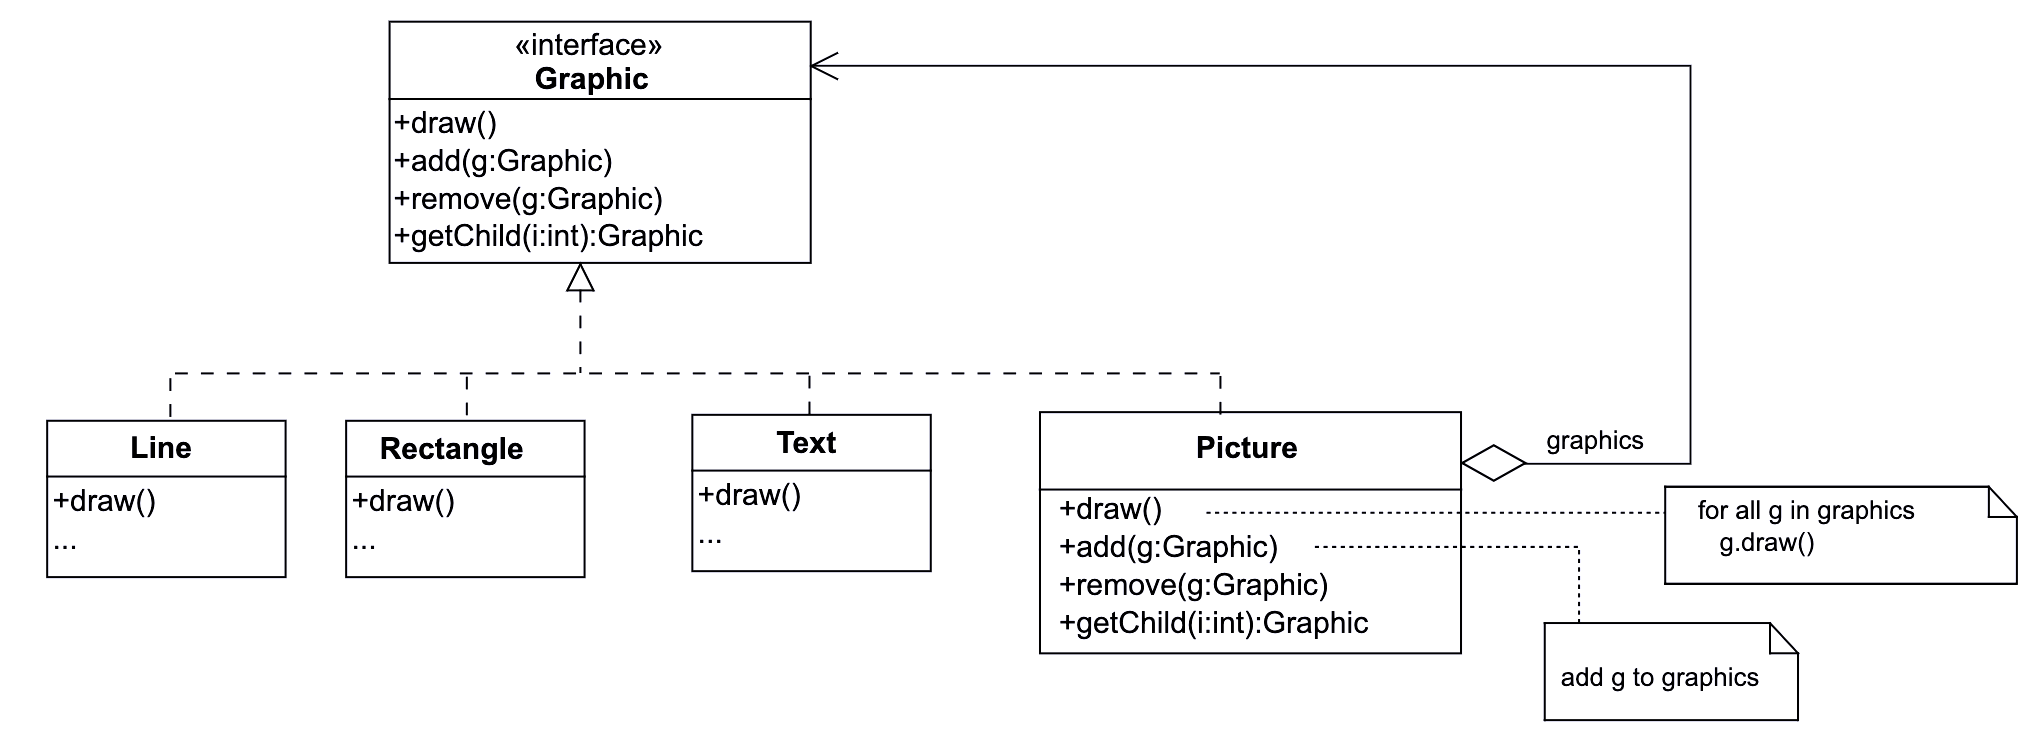 «interface»
Graphic
+draw()
+add(g:Graphic)
+remove(g:Graphic)
+getChild(i:int):Graphic
Line
+draw()
...
Rectangle
+draw()
...
Text
+draw()
...
Picture
+draw()
+add(g:Graphic)
+remove(g:Graphic)
+getChild(i:int):Graphic
graphics
for all g in graphics
g.draw()
add g to graphics